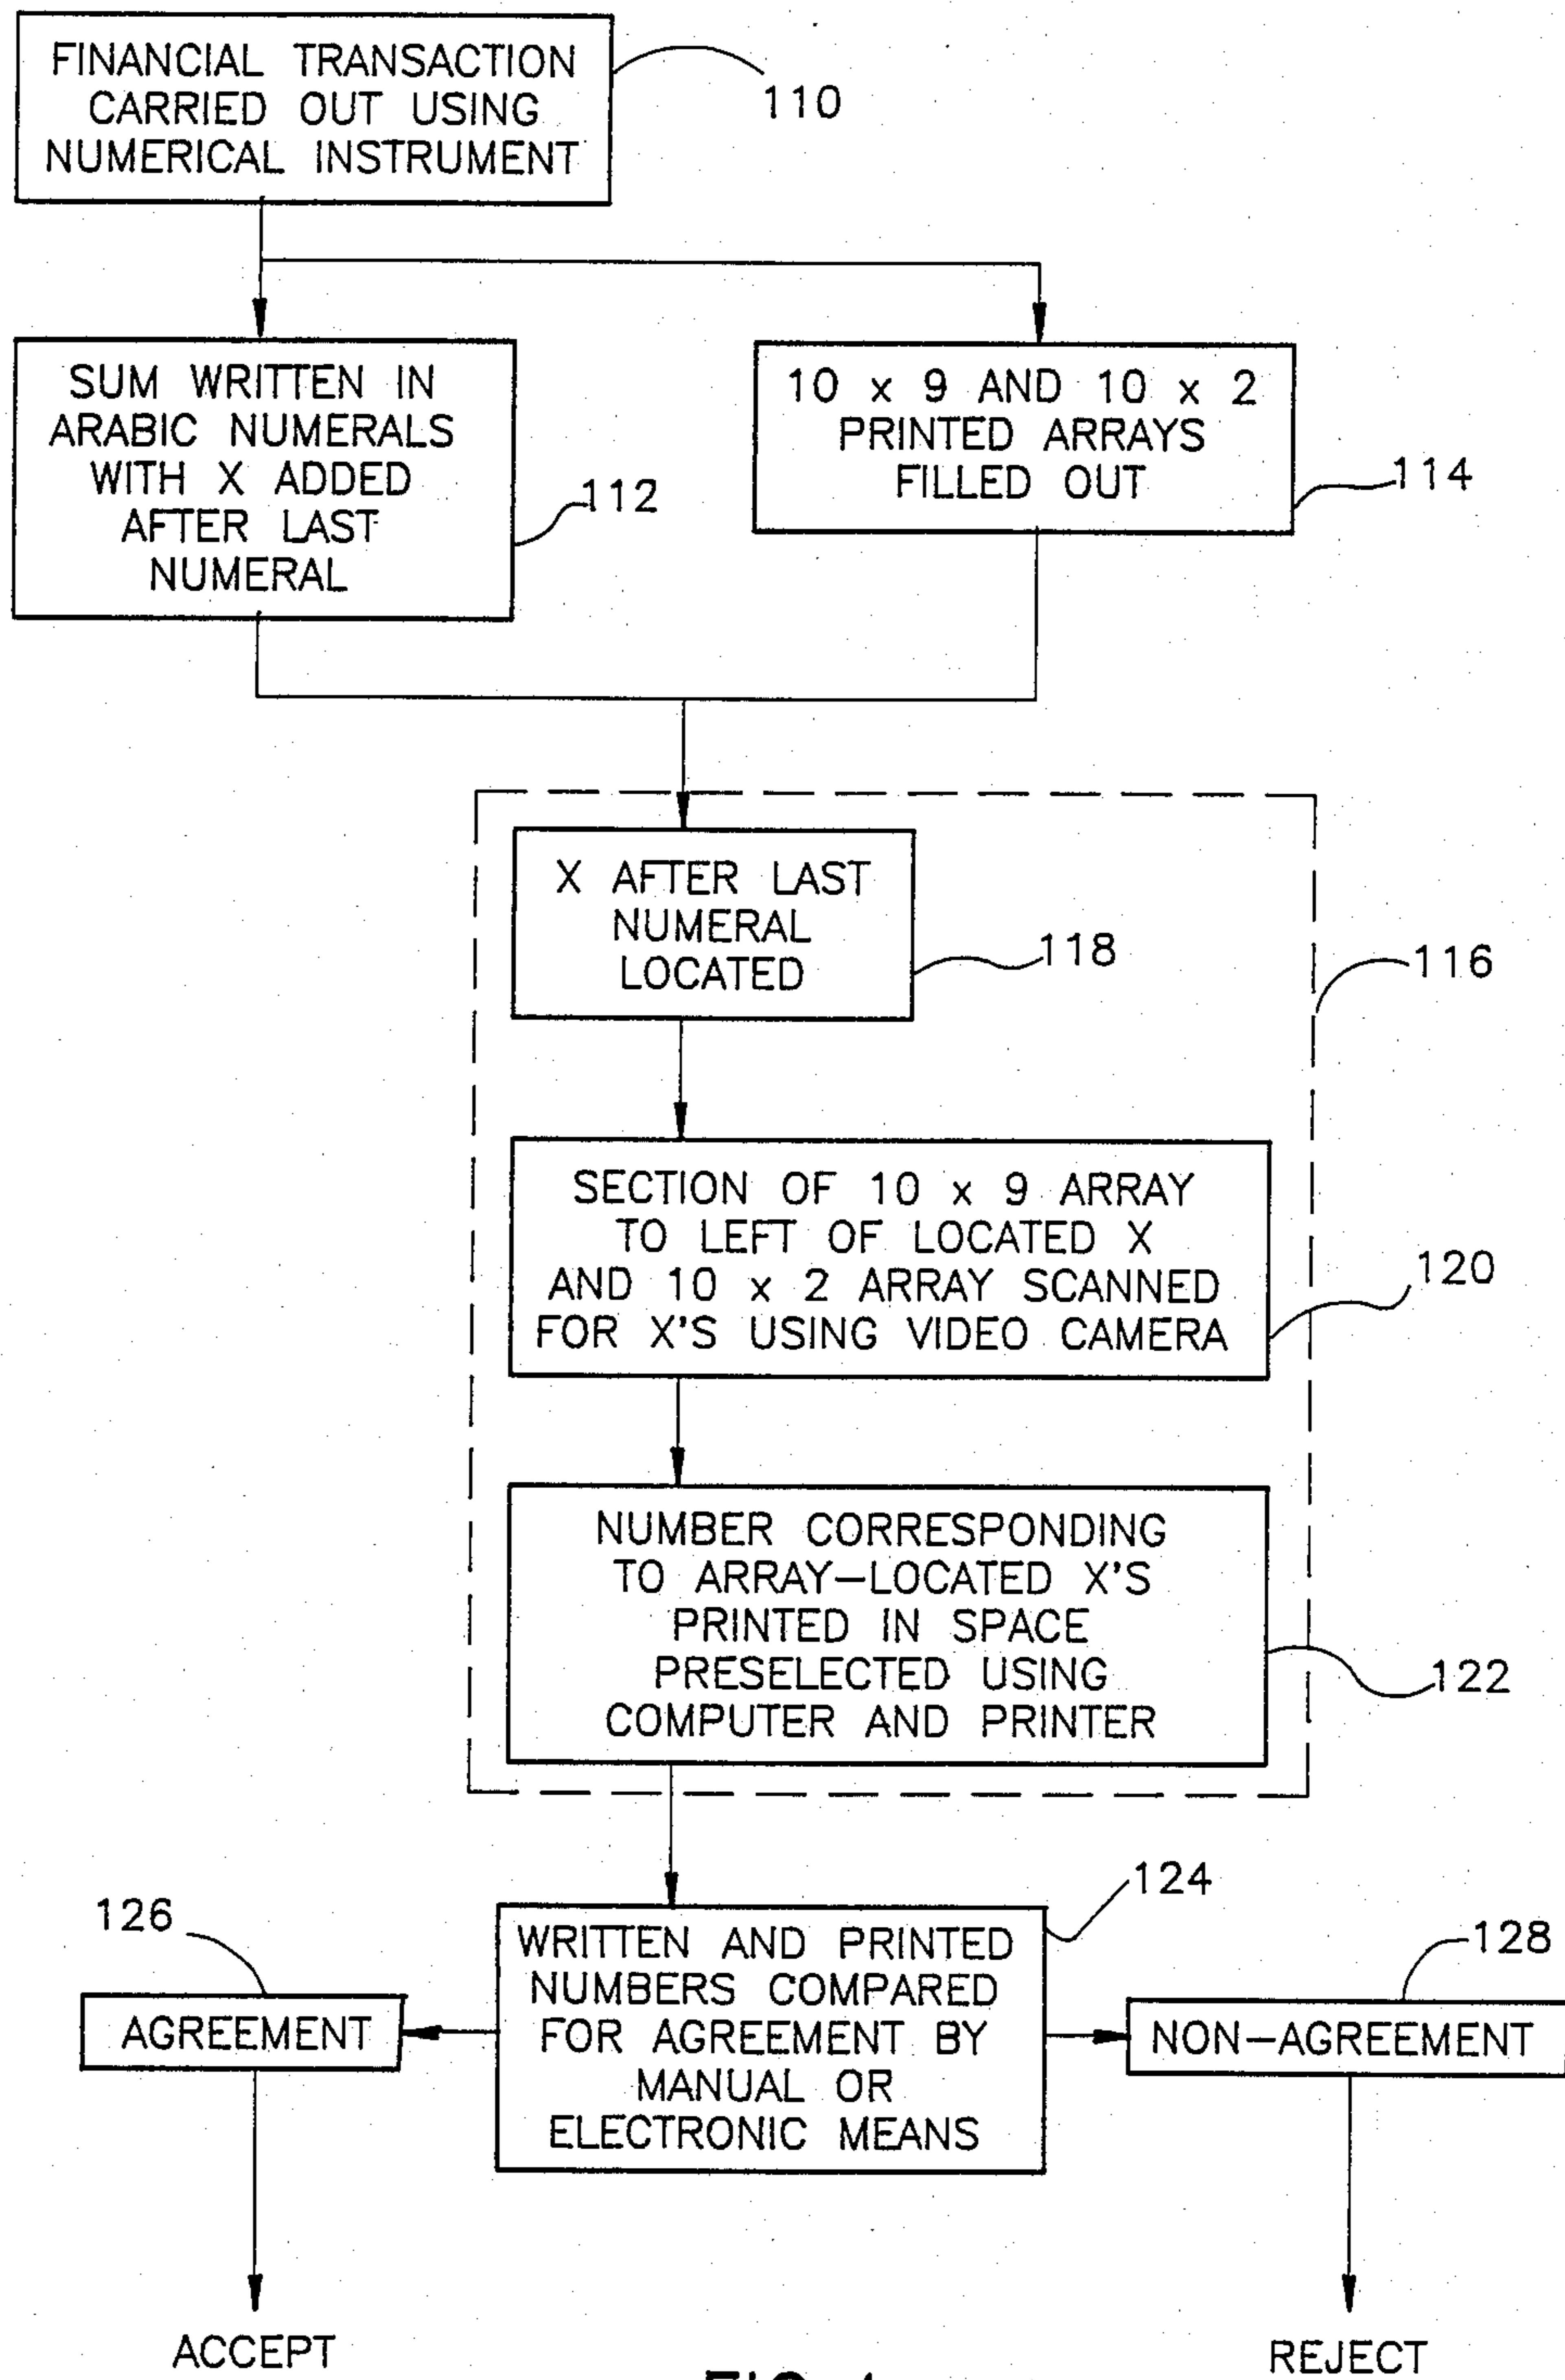 FINANCIAL TRANSACTION
CARRIED OUT USING
NUMERICAL INSTRUMENT
110
SUM WRITTEN IN
ARABIC NUMERALS
WITH X ADDED
AFTER LAST
NUMERAL
112
10 x 9 AND 10 x 2
PRINTED ARRAYS
FILLED OUT
114
X AFTER LAST
NUMERAL
LOCATED
118
116
SECTION OF 10 x 9 ARRAY
TO LEFT OF LOCATED X
AND 10 x 2 ARRAY SCANNED
FOR X'S USING VIDEO CAMERA
120
NUMBER CORRESPONDING
TO ARRAY-LOCATED X'S
PRINTED IN SPACE
PRESELECTED USING
COMPUTER AND PRINTER
122
WRITTEN AND PRINTED
NUMBERS COMPARED
FOR AGREEMENT BY
MANUAL OR
ELECTRONIC MEANS
124
126
AGREEMENT
128
NON-AGREEMENT
ACCEPT
REJECT